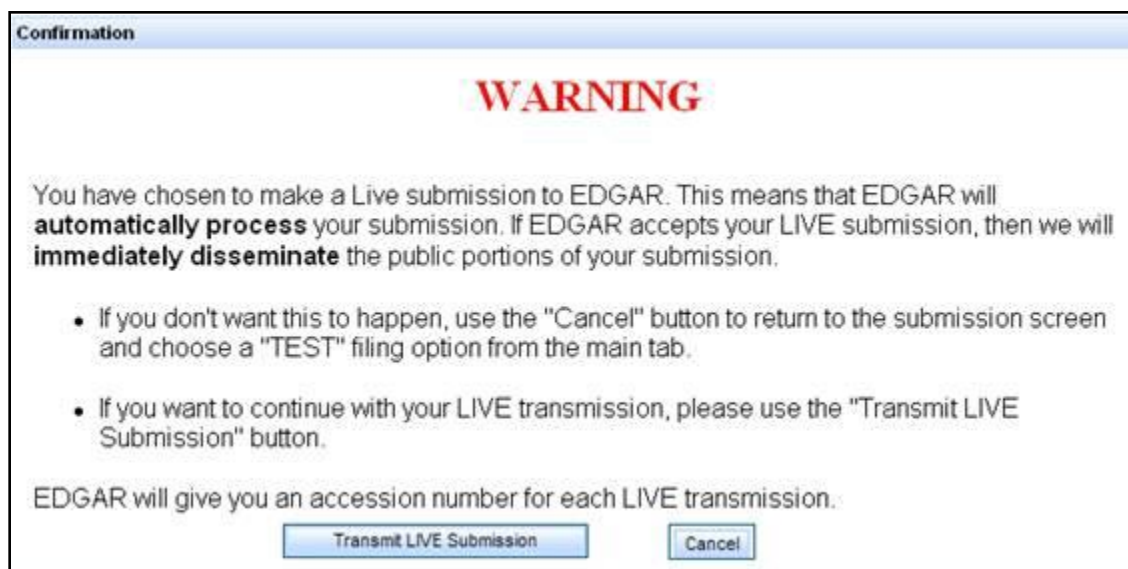 Confirmation
WARNING
You have chosen to make a Live submission to EDGAR. This means that EDGAR will
automatically process your submission. If EDGAR accepts your LIVE submission, then we will
immediately disseminate the public portions of your submission.
• If you don't want this to happen, use the "Cancel" button to return to the submission screen
and choose a "TEST" filing option from the main tab.
• If you want to continue with your LIVE transmission, please use the "Transmit LIVE
Submission" button.
EDGAR will give you an accession number for each LIVE transmission.
Transmit LIVE Submission Cancel